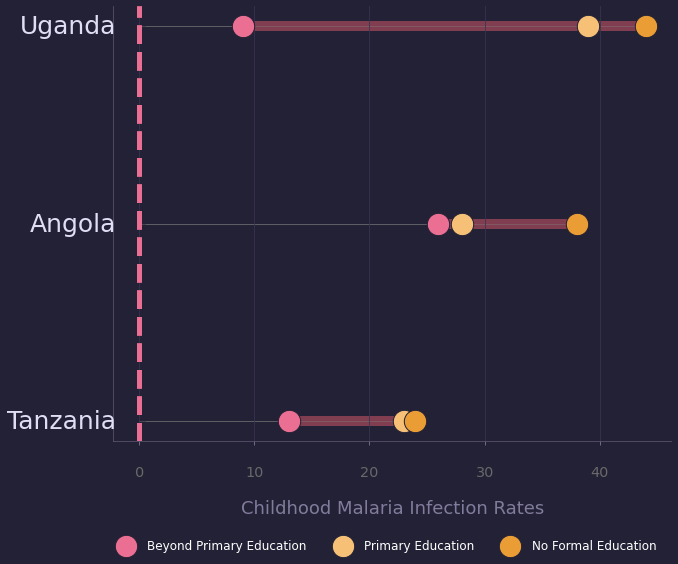 Uganda
Angola
Tanzania
0 10 20 30 40
Childhood Malaria Infection Rates
Beyond Primary Education Primary Education No Formal Education